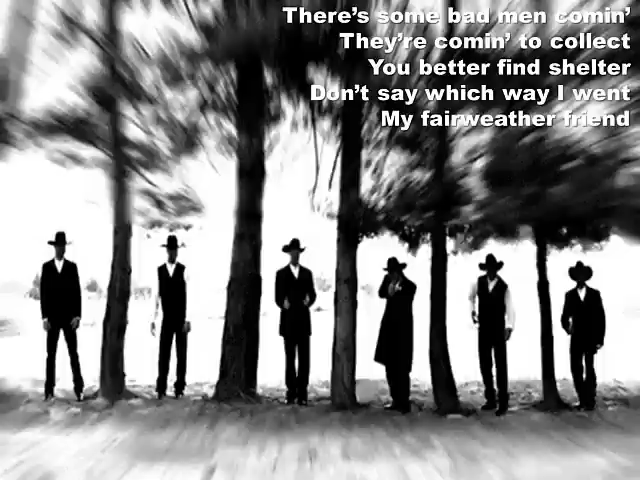 There's some bad men comin'
They're comin' to collect
You better find shelter
Don't say which way I went
My fairweather friend